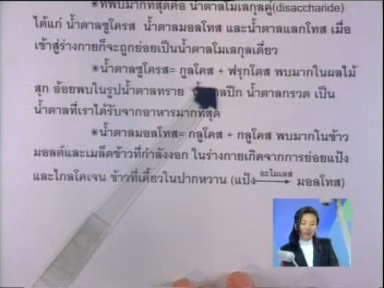 ที่พบมากที่สุดคือ น้ำตาลโมเลกุลคู่(disaccharide)
ได้แก่ น้ำตาลซูโครส น้ำตาลมอลโทส และน้ำตาลแลกโทส เมื่อ
เข้าสู่ร่างกายก็จะถูกย่อยเป็นน้ำตาลโมเลกุลเดี่ยว
*น้ำตาลซูโครส= กูลโคส + ฟรุกโตส พบมากในผลไม้
สุก อ้อยพบในรูปน้ำตาลทราย น้ำตาลปึก น้ำตาลกรวด เป็น
น้ำตาลที่เราได้รับจากอาหารมากที่สุด
*น้ำตาลมอลโทส= กูลโคส + กูลโคส พบมากในข้าว
มอลต์และเมล็ดข้าวที่กำลังงอก ในร่างกายเกิดจากการย่อยแป้ง
และไกลโคเจน ข้าวที่เคี้ยวในปากหวาน (แป้ง อะไมเลส มอลโทส)